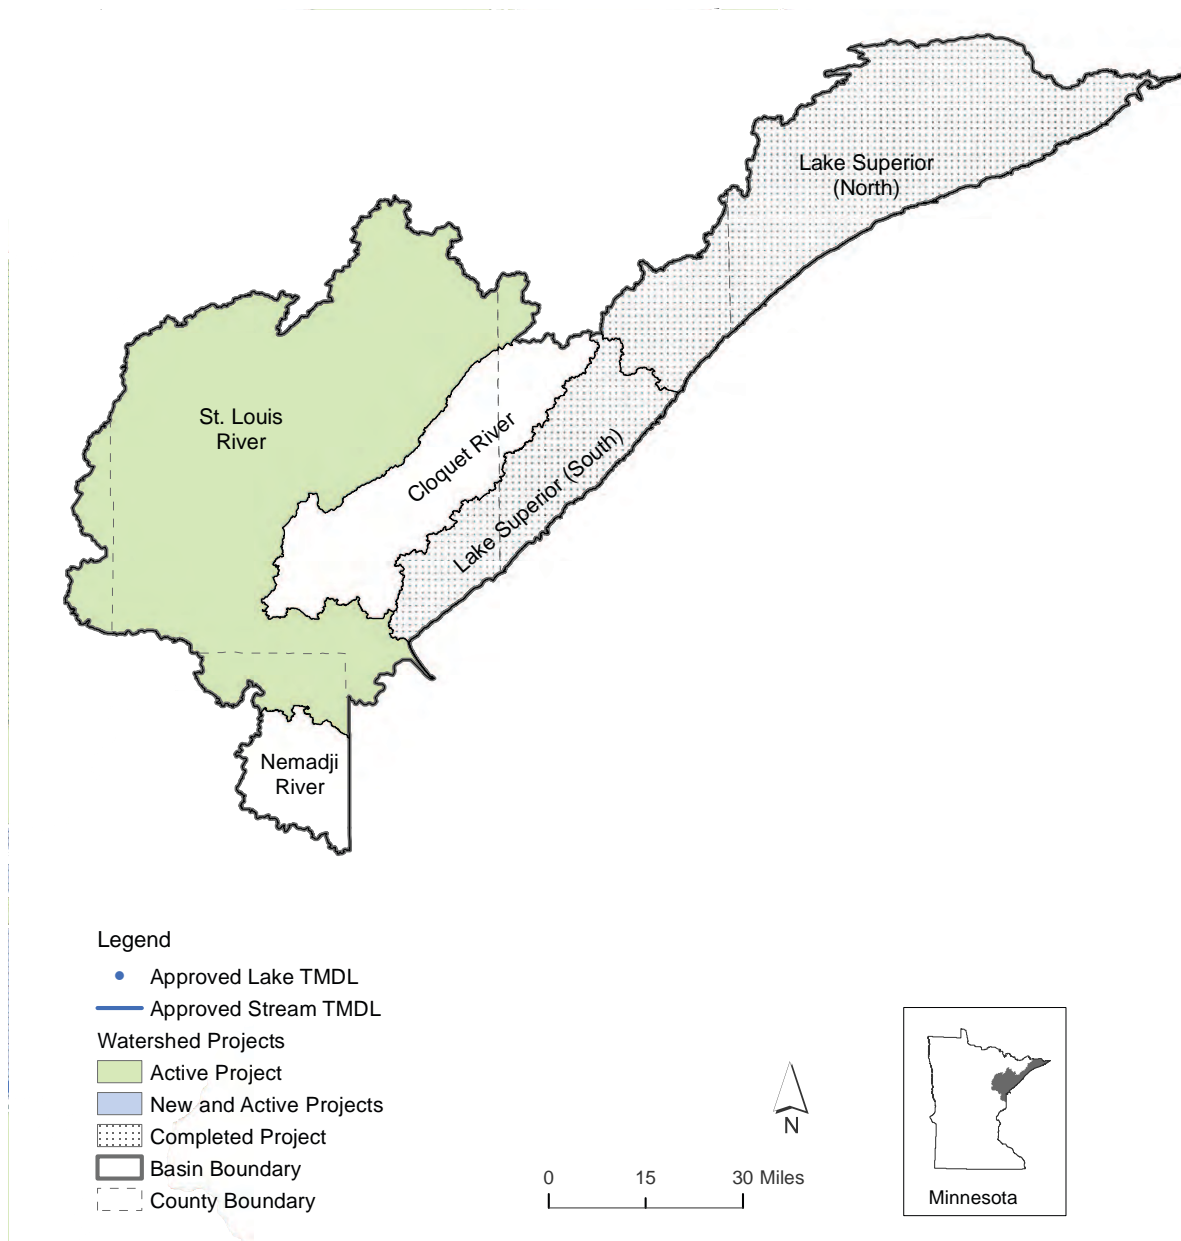 Lake Superior
(North)
St. Louis
River
Cloquet River
Lake Superior (South)
Nemadji
River
Legend
Approved Lake TMDL
Approved Stream TMDL
Watershed Projects
Active Project
New and Active Projects
Completed Project
Basin Boundary
County Boundary
0 15 30 Miles
N
Minnesota